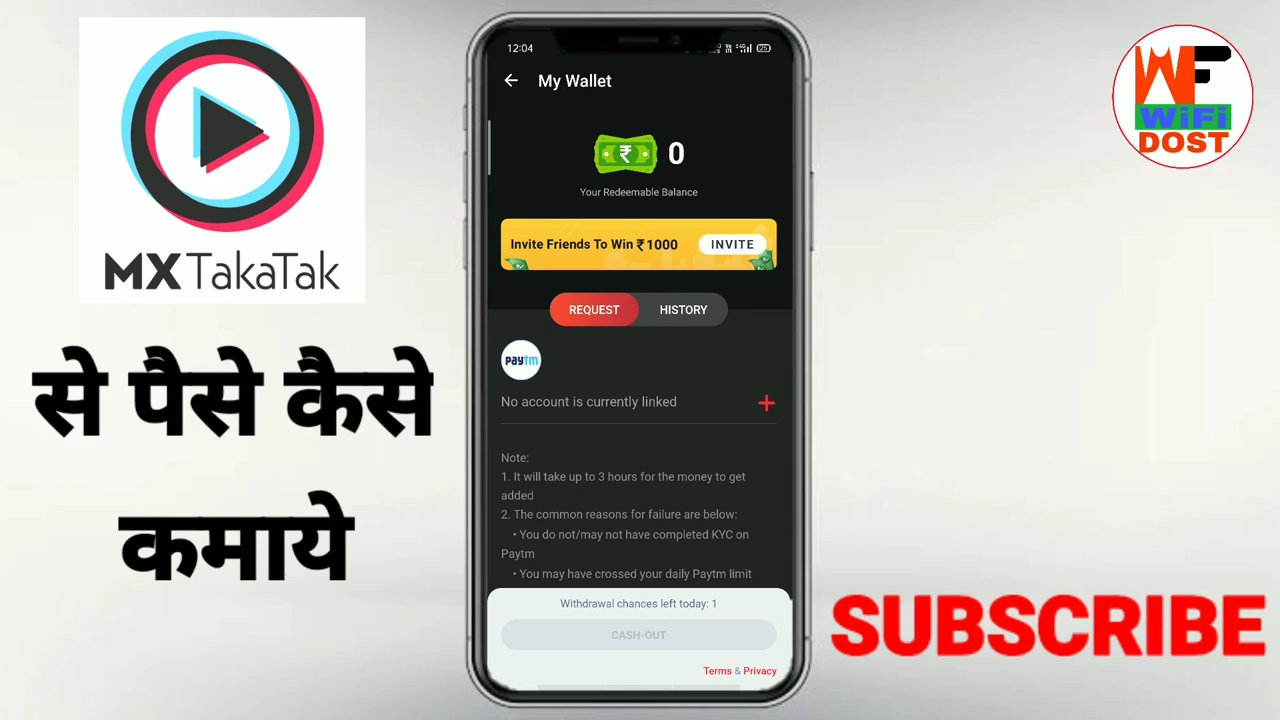 MX TakaTak
से पैसे कैसे
कमाये
12:04
25
My Wallet
₹ 0
Your Redeemable Balance
Invite Friends To Win ₹1000
INVITE
REQUEST
HISTORY
paytm
No account is currently linked
Note:
1. It will take up to 3 hours for the money to get
added
2. The common reasons for failure are below:
• You do not/may not have completed KYC on
Paytm
• You may have crossed your daily Paytm limit
Withdrawal chances left today: 1
CASH-OUT
Terms & Privacy
WF
WiFi
DOST
SUBSCRIBE